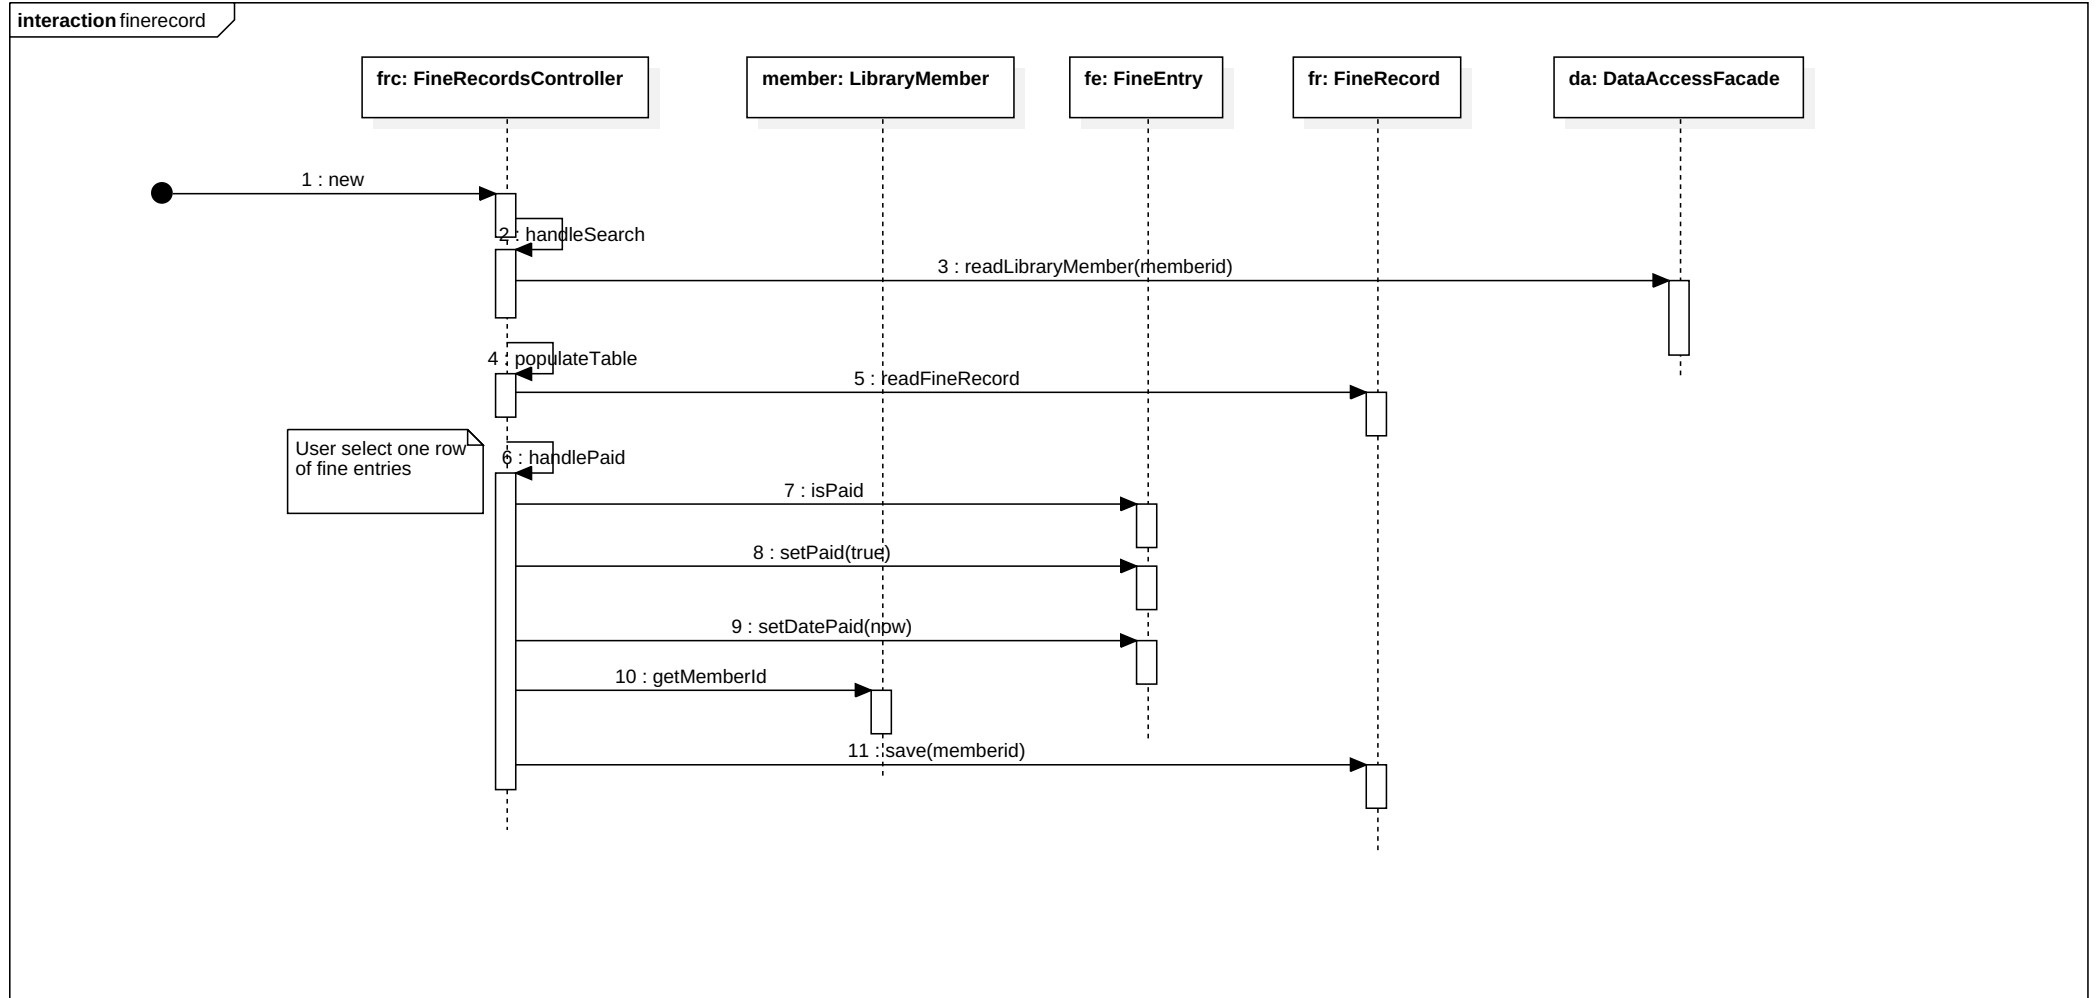 interaction finerecord
frc: FineRecordsController
member: LibraryMember
fe: FineEntry
fr: FineRecord
da: DataAccessFacade
1 : new
2 : handleSearch
3 : readLibraryMember(memberid)
4 : populateTable
5 : readFineRecord
User select one row
of fine entries
6 : handlePaid
7 : isPaid
8 : setPaid(true)
9 : setDatePaid(now)
10 : getMemberId
11 : save(memberid)